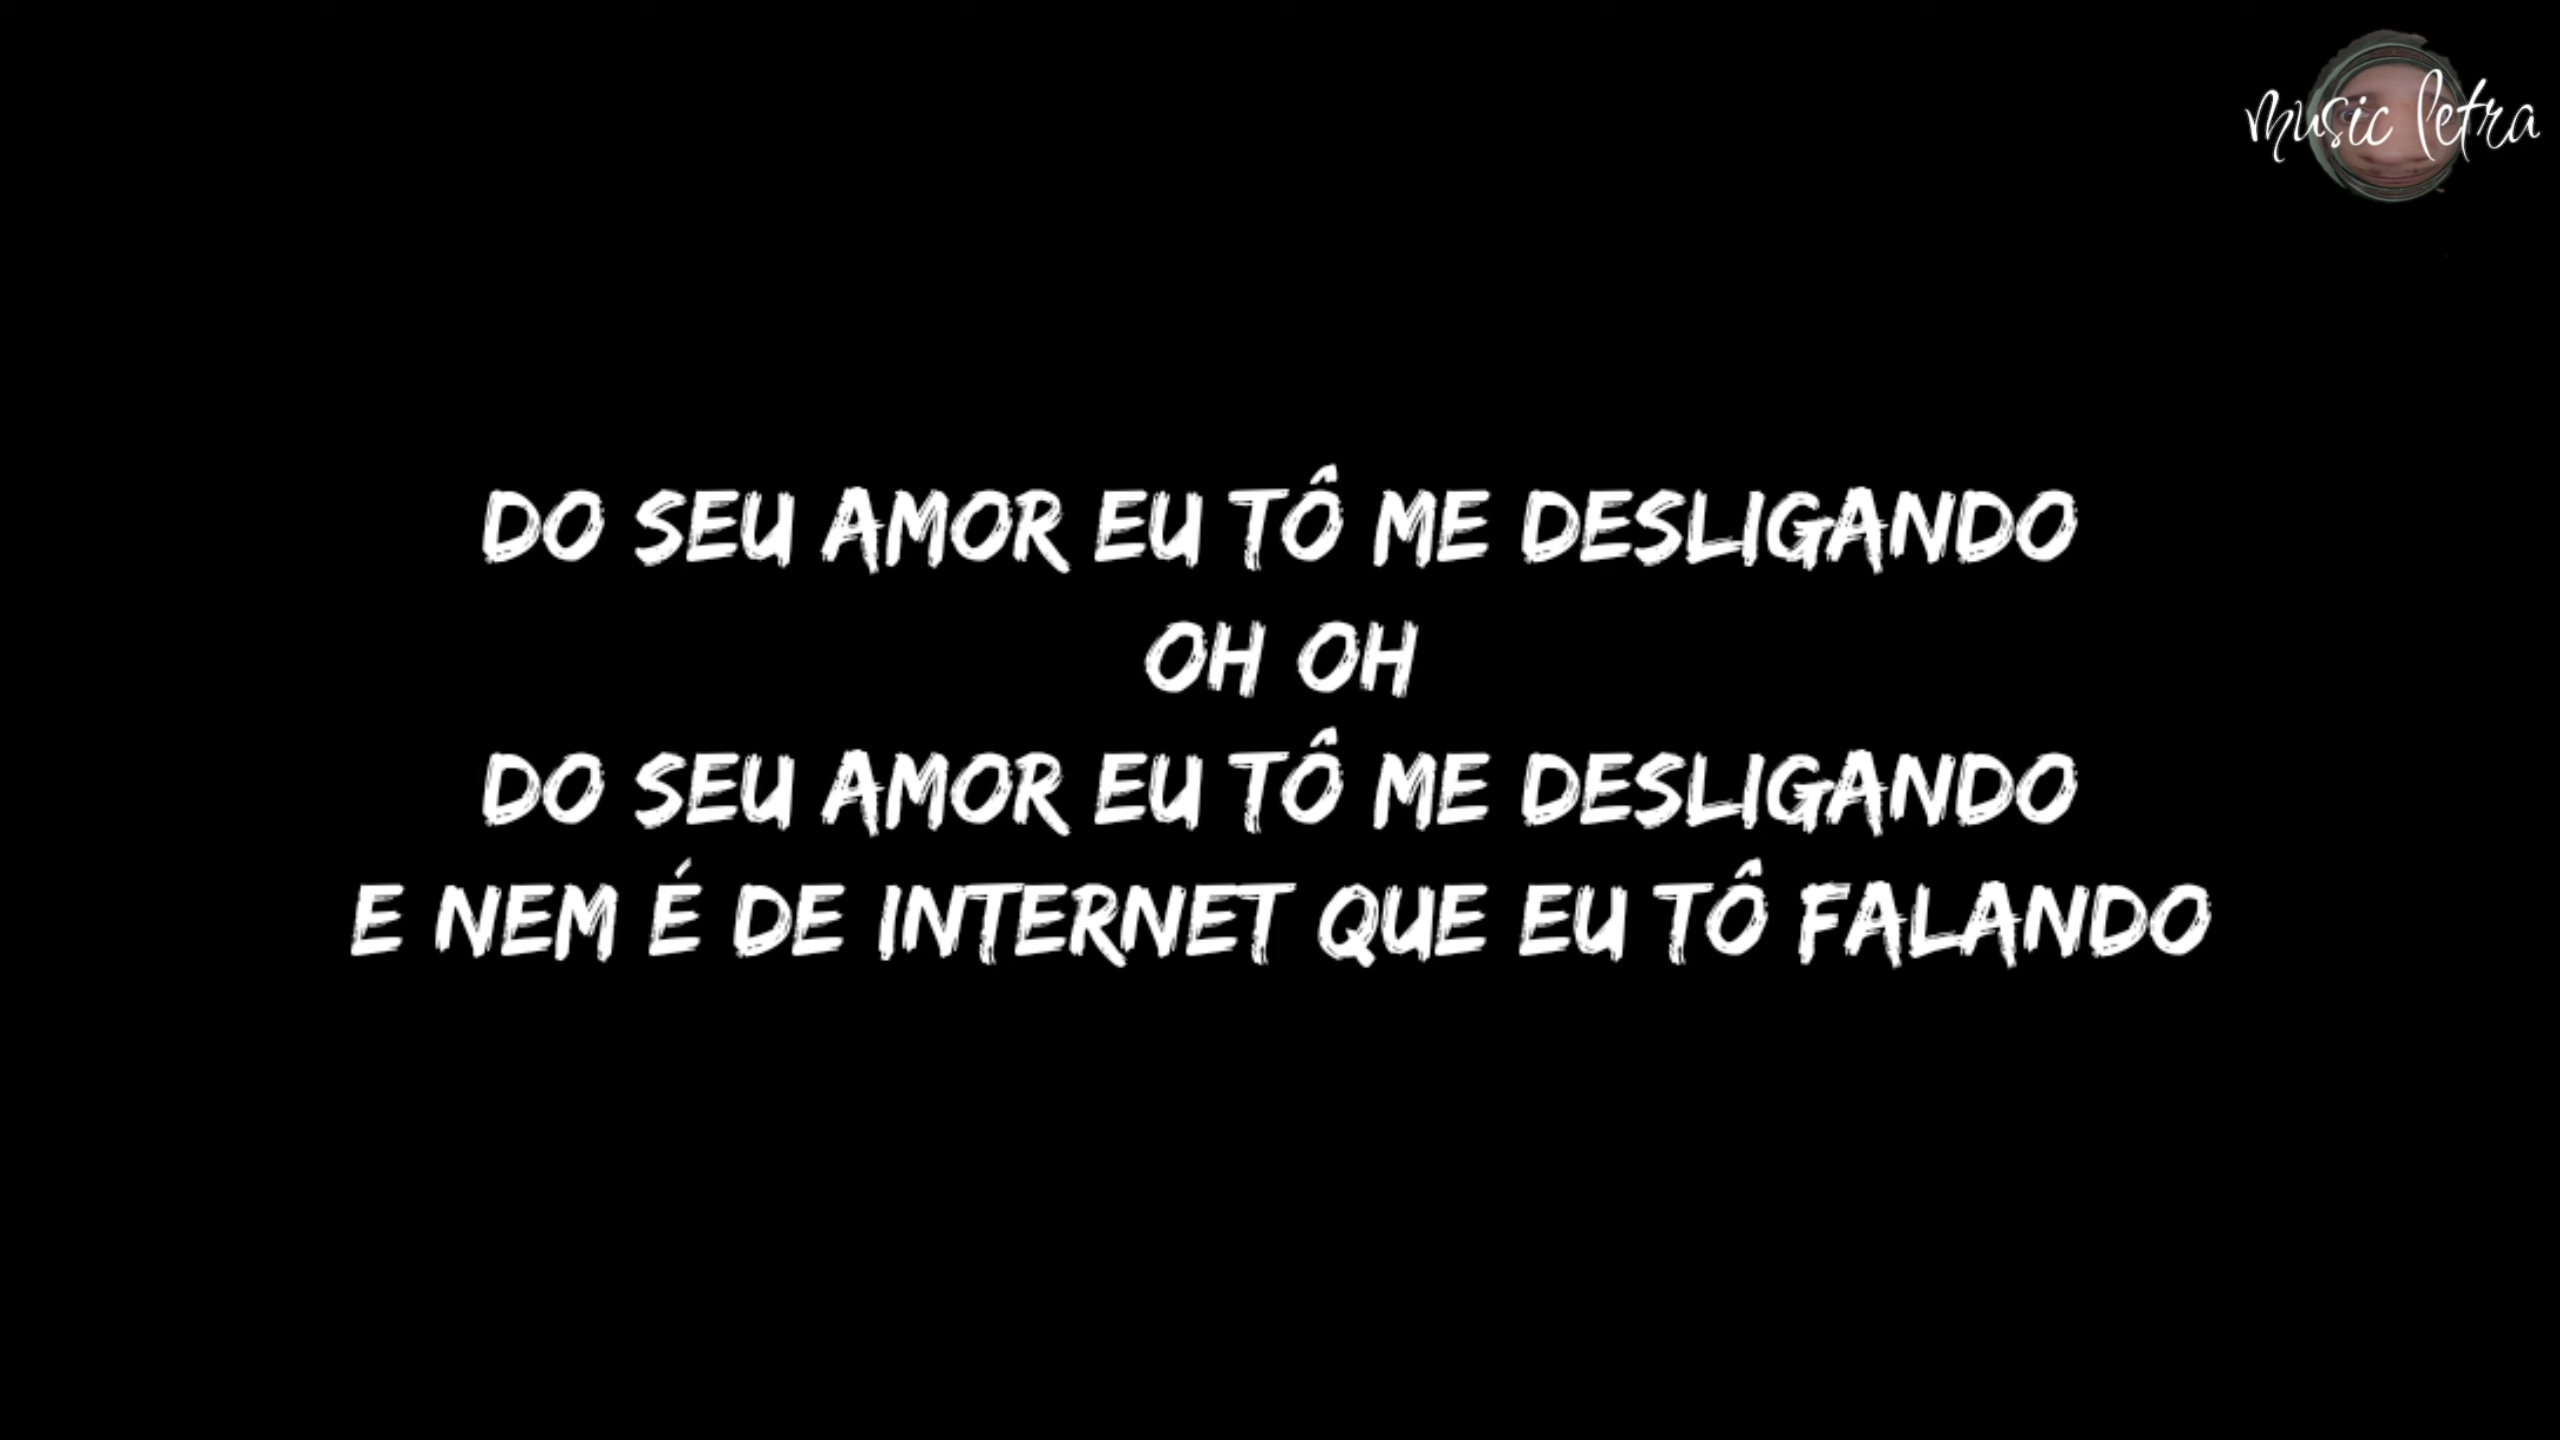 music letra
DO SEU AMOR EU TÔ ME DESLIGANDO
OH OH
DO SEU AMOR EU TÔ ME DESLIGANDO
E NEM É DE INTERNET QUE EU TÔ FALANDO